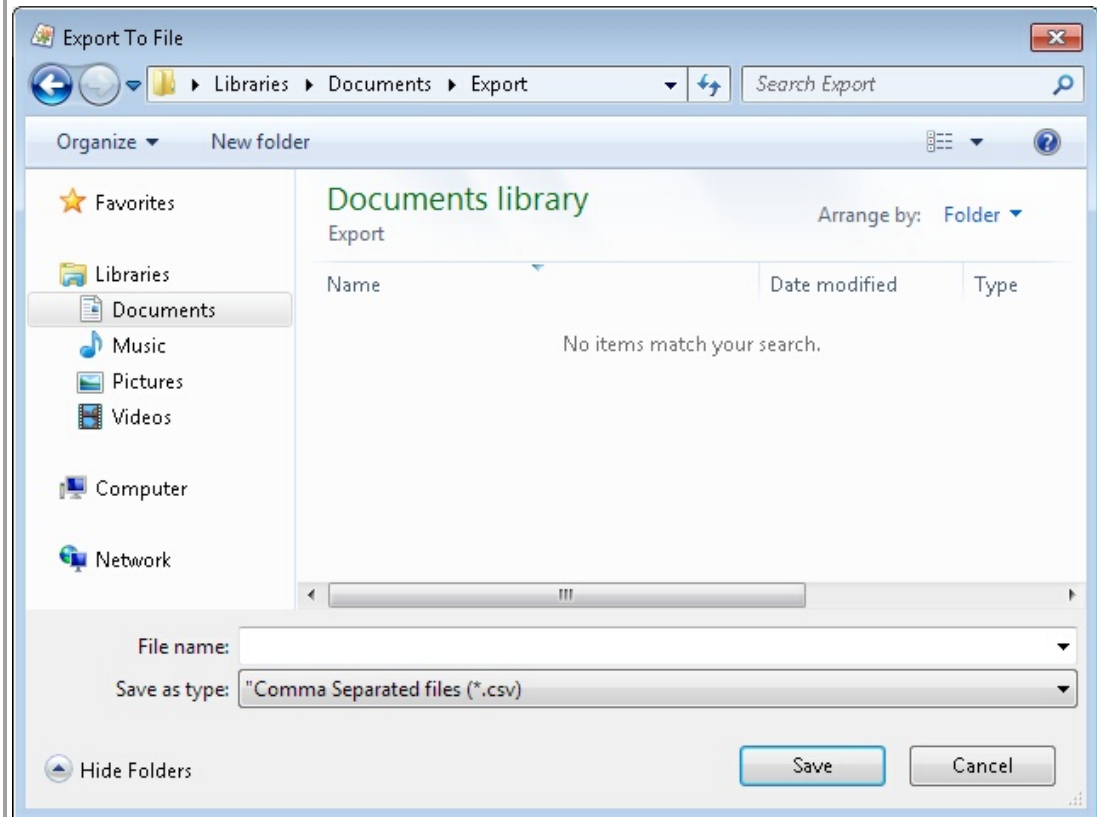 Export To File
Libraries Documents Export Search Export
Organize New folder
Favorites
Libraries
Documents
Music
Pictures
Videos
Computer
Network
Documents library
Export
Arrange by: Folder
Name Date modified Type
No items match your search.
File name:
Save as type: "Comma Separated files (*.csv)
Hide Folders Save Cancel